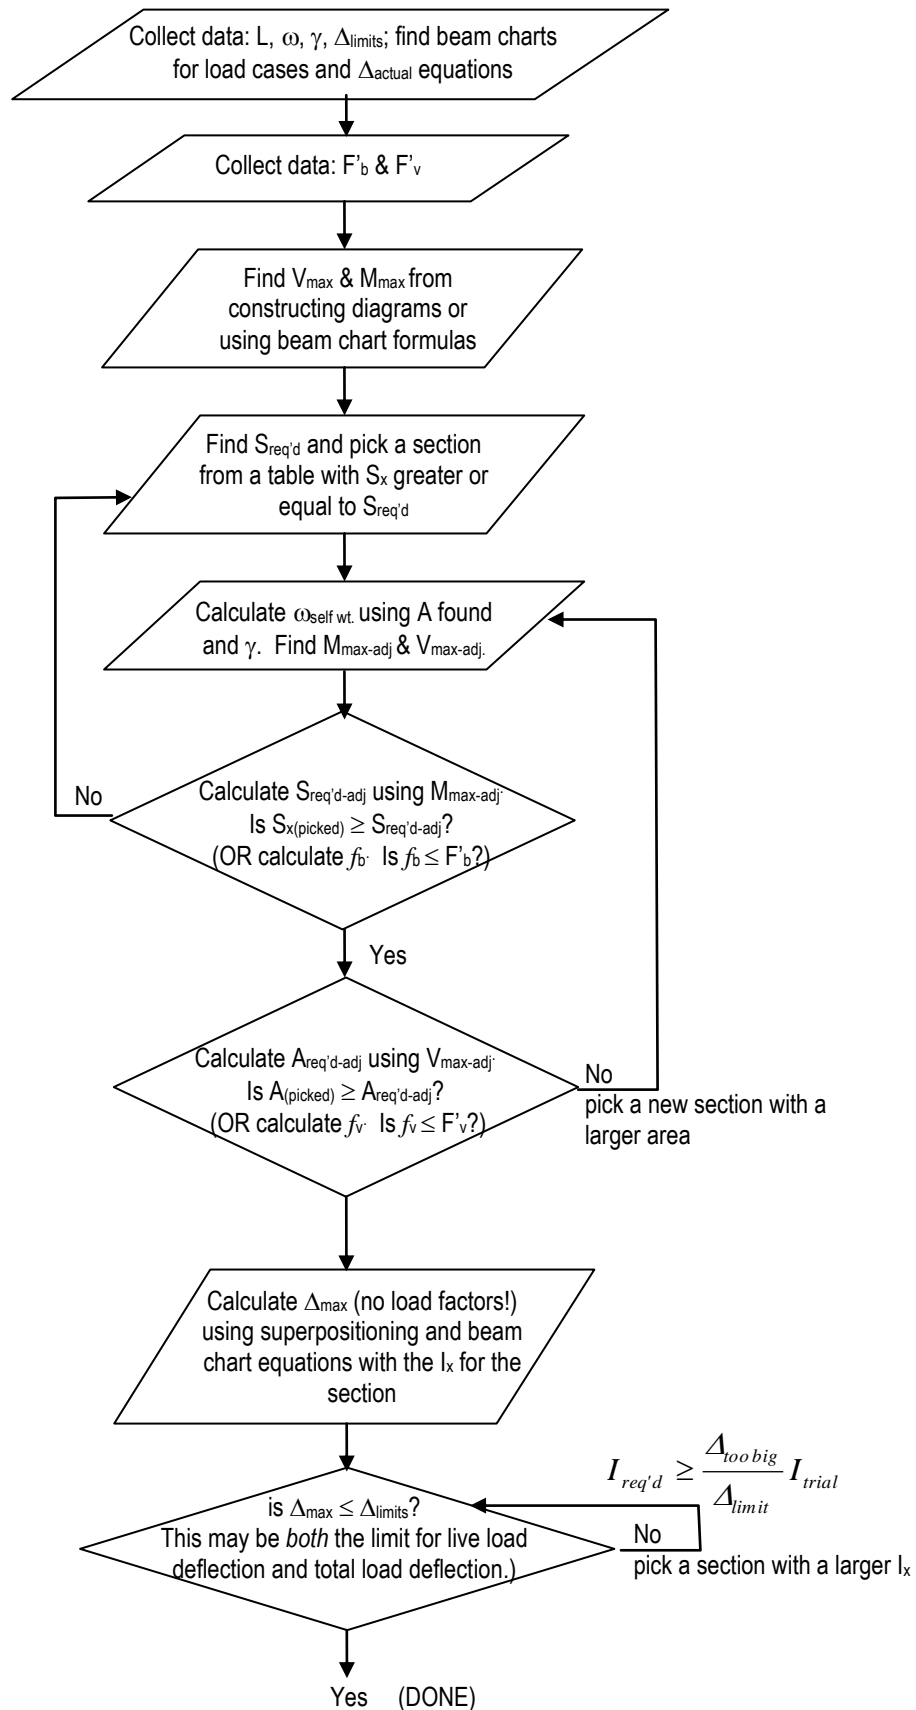 Collect data: L, ω, γ, Δlimits; find beam charts
for load cases and Δactual equations
Collect data: F'b & F'v
Find Vmax & Mmax from
constructing diagrams or
using beam chart formulas
Find Sreq'd and pick a section
from a table with Sx greater or
equal to Sreq'd
Calculate ωself wt. using A found
and γ. Find Mmax-adj & Vmax-adj.
No
Calculate Sreq'd-adj using Mmax-adj.
Is Sx(picked) ≥ Sreq'd-adj?
(OR calculate fb. Is fb ≤ F'b?)
Yes
Calculate Areq'd-adj using Vmax-adj.
Is A(picked) ≥ Areq'd-adj?
(OR calculate fv. Is fv ≤ F'v?)
No
pick a new section with a
larger area
Calculate Δmax (no load factors!)
using superpositioning and beam
chart equations with the Ix for the
section
Ireq'd ≥ Δtoo big / Δlimit Itrial
is Δmax ≤ Δlimits?
This may be both the limit for live load
deflection and total load deflection.)
No
pick a section with a larger Ix
Yes (DONE)